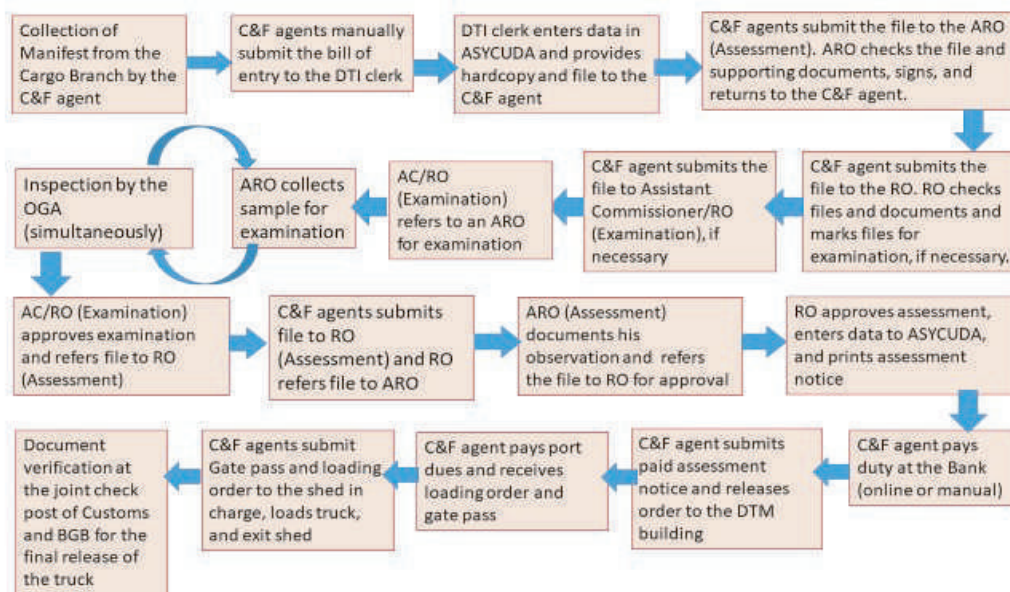 Collection of
Manifest from the
Cargo Branch by the
C&F agent
C&F agents manually
submit the bill of
entry to the DTI clerk
DTI clerk enters data in
ASYCUDA and provides
hardcopy and file to the
C&F agent
C&F agents submit the file to the ARO
(Assessment). ARO checks the file and
supporting documents, signs, and
returns to the C&F agent.
C&F agent submits the
file to the RO. RO checks
files and documents and
marks files for
examination, if necessary.
C&F agent submits the
file to Assistant
Commissioner/RO
(Examination), if
necessary
AC/RO
(Examination)
refers to an ARO
for examination
ARO collects
sample for
examination
Inspection by the
OGA
(simultaneously)
AC/RO (Examination)
approves examination
and refers file to RO
(Assessment)
C&F agents submits
file to RO
(Assessment) and RO
refers file to ARO
ARO (Assessment)
documents his
observation and refers
the file to RO for approval
RO approves assessment,
enters data to ASYCUDA,
and prints assessment
notice
C&F agent pays
duty at the Bank
(online or manual)
C&F agent submits
paid assessment
notice and releases
order to the DTM
building
C&F agent pays port
dues and receives
loading order and
gate pass
C&F agents submit
Gate pass and loading
order to the shed in
charge, loads truck,
and exit shed
Document
verification at
the joint check
post of Customs
and BGB for the
final release of
the truck